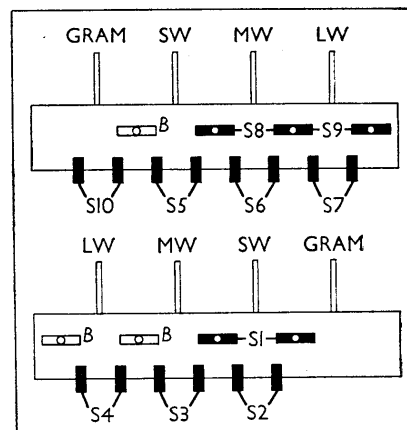 GRAM SW MW LW
B S8 S9
S10 S5 S6 S7
LW MW SW GRAM
B B S1
S4 S3 S2